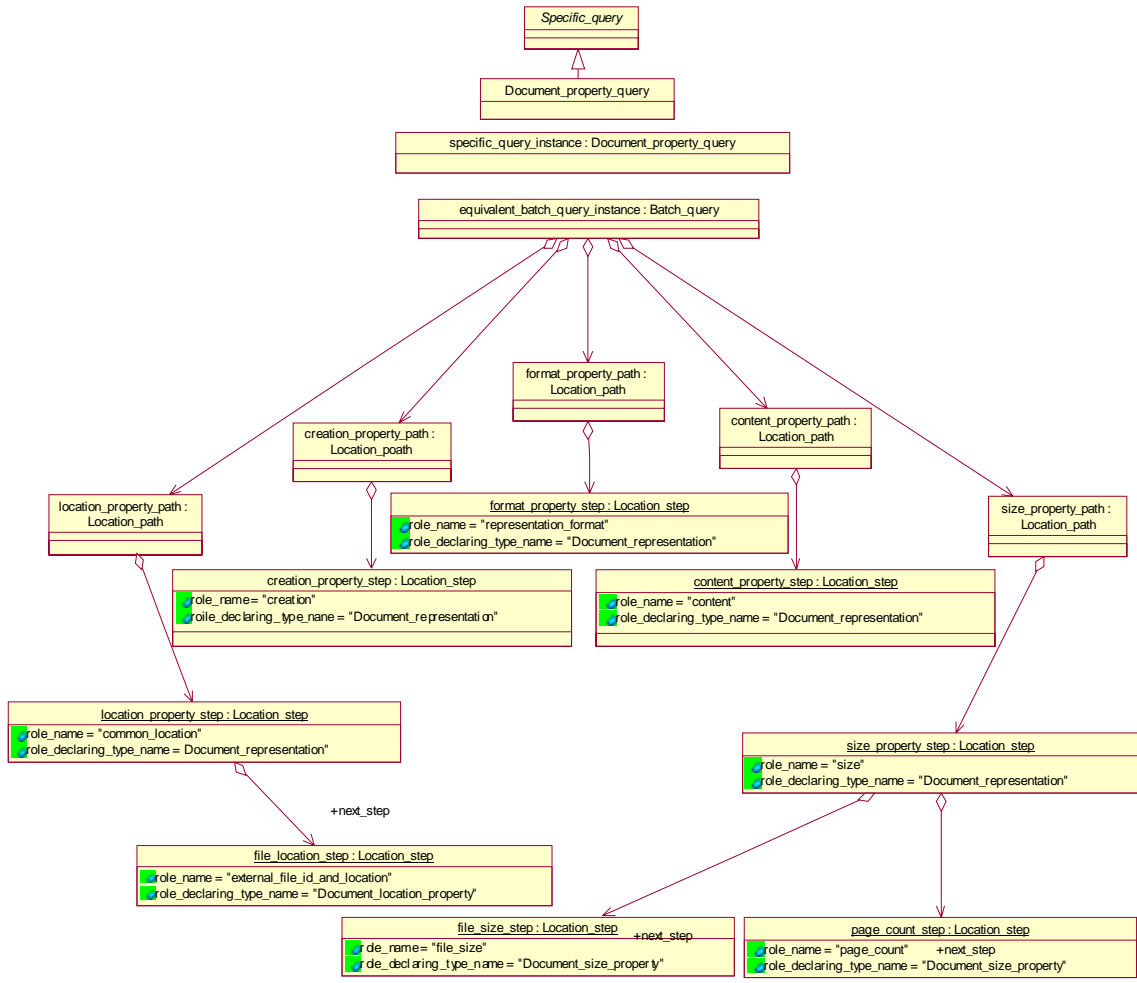 Specific_query
Document_property_query
specific_query_instance : Document_property_query
equivalent_batch_query_instance : Batch_query
format_property_path :
Location_path
creation_property_path :
Location_poath
content_property_path :
Location_path
location_property_path :
Location_path
size_property_path :
Location_path
format_property_step : Location_step
role_name = "representation_format"
role_declaring_type_name = "Document_representation"
creation_property_step : Location_step
role_name = "creation"
roile_declaring_type_nane = "Document_representation"
content_property_step : Location_step
role_name = "content"
role_declaring_type_name = "Document_representation"
location_property_step : Location_step
role_name = "common_location"
role_declaring_type_name = Document_representation"
size_property_step : Location_step
role_name = "size"
role_declaring_type_name = "Document_representation"
+next_step
file_location_step : Location_step
role_name = "external_file_id_and_location"
role_declaring_type_name = "Document_location_property"
file_size_step : Location_step
+next_step
role_name = "file_size"
role_declaring_type_name = "Document_size_property"
page_count_step : Location_step
role_name = "page_count" +next_step
role_declaring_type_name = "Document_size_property"